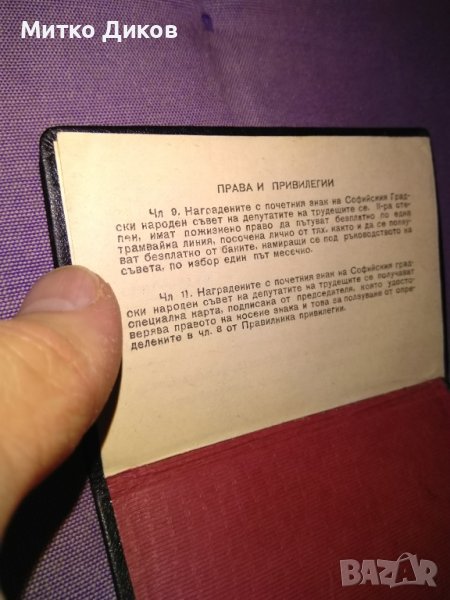 Митко Диков
ПРАВА И ПРИВИЛЕГИИ
Чл 9. Наградените с почетния знак на Софийския Град-
ски народен съвет на депутатите на трудещите се. II-ра сте-
пен, имат пожизнено право да пътуват безплатно по една
трамвайна линия, посочена лично от тях, както и да се ползу-
ват безплатно от баните, намиращи се под ръководството на
съвета, по избор един път месечно.
Чл 11. Наградените с почетния знак на Софийския град-
ски народен съвет на депутатите на трудещите се получават
специална карта, подписана от председателя, която удосто-
верява правото на носене знака и това за ползуване от опре-
делените в чл. 8 от Правилника привилегии.
BAZAR